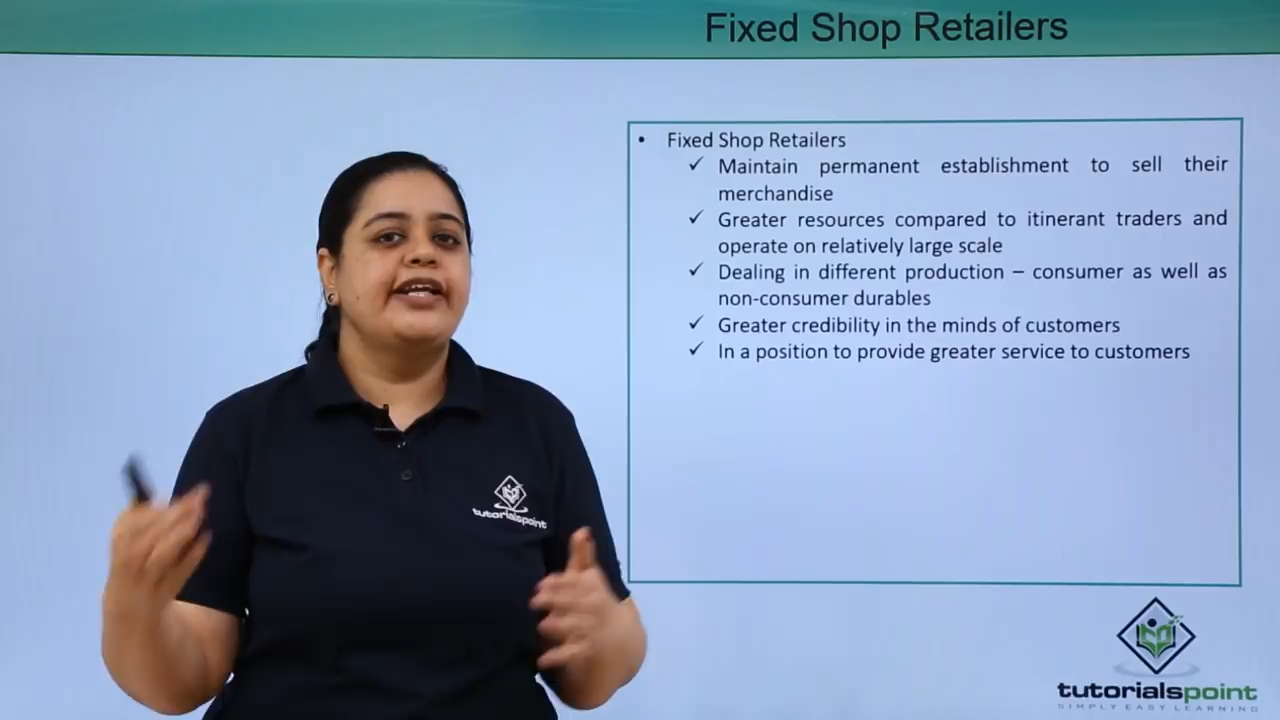 Fixed Shop Retailers
• Fixed Shop Retailers
✓ Maintain permanent establishment to sell their
merchandise
✓ Greater resources compared to itinerant traders and
operate on relatively large scale
✓ Dealing in different production – consumer as well as
non-consumer durables
✓ Greater credibility in the minds of customers
✓ In a position to provide greater service to customers
tutorialspoint
tutorialspoint
SIMPLY EASY LEARNING